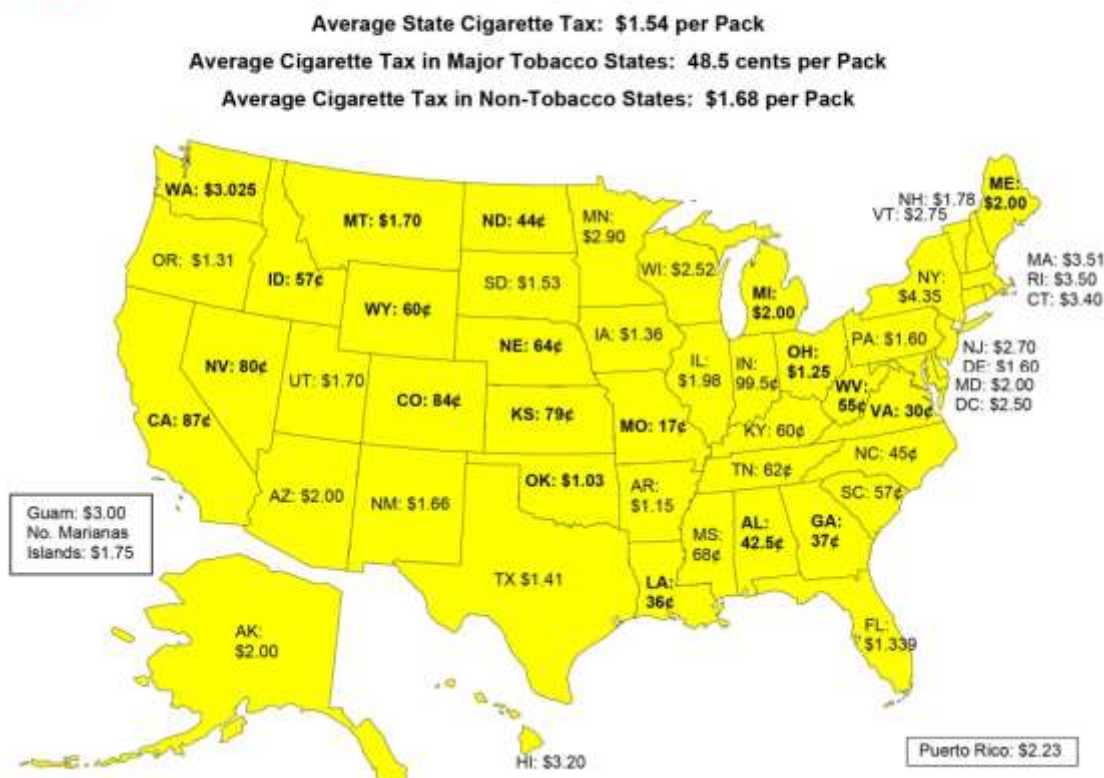 Average State Cigarette Tax: $1.54 per Pack
Average Cigarette Tax in Major Tobacco States: 48.5 cents per Pack
Average Cigarette Tax in Non-Tobacco States: $1.68 per Pack
WA: $3.025
MT: $1.70
ND: 44¢
MN:
$2.90
NH: $1.78
VT: $2.75
ME:
$2.00
OR: $1.31
ID: 57¢
SD: $1.53
WI: $2.52
MI:
$2.00
NY:
$4.35
MA: $3.51
RI: $3.50
CT: $3.40
WY: 60¢
NE: 64¢
IA: $1.36
PA: $1.60
NJ: $2.70
DE: $1.60
MD: $2.00
DC: $2.50
NV: 80¢
UT: $1.70
CO: 84¢
KS: 79¢
IL:
$1.98
IN:
99.5¢
OH:
$1.25
WV:
55¢
VA: 30¢
CA: 87¢
MO: 17¢
KY: 60¢
NC: 45¢
TN: 62¢
SC: 57¢
AZ: $2.00
NM: $1.66
OK: $1.03
AR:
$1.15
MS:
68¢
AL:
42.5¢
GA:
37¢
Guam: $3.00
No. Marianas
Islands: $1.75
TX $1.41
LA:
36¢
FL:
$1.339
AK:
$2.00
HI: $3.20
Puerto Rico: $2.23